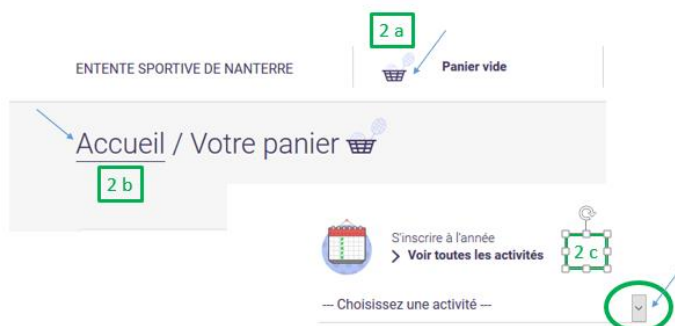 2 a
ENTENTE SPORTIVE DE NANTERRE
Panier vide
Accueil / Votre panier
2 b
S'inscrire à l'année
> Voir toutes les activités
2 c
--- Choisissez une activité ---